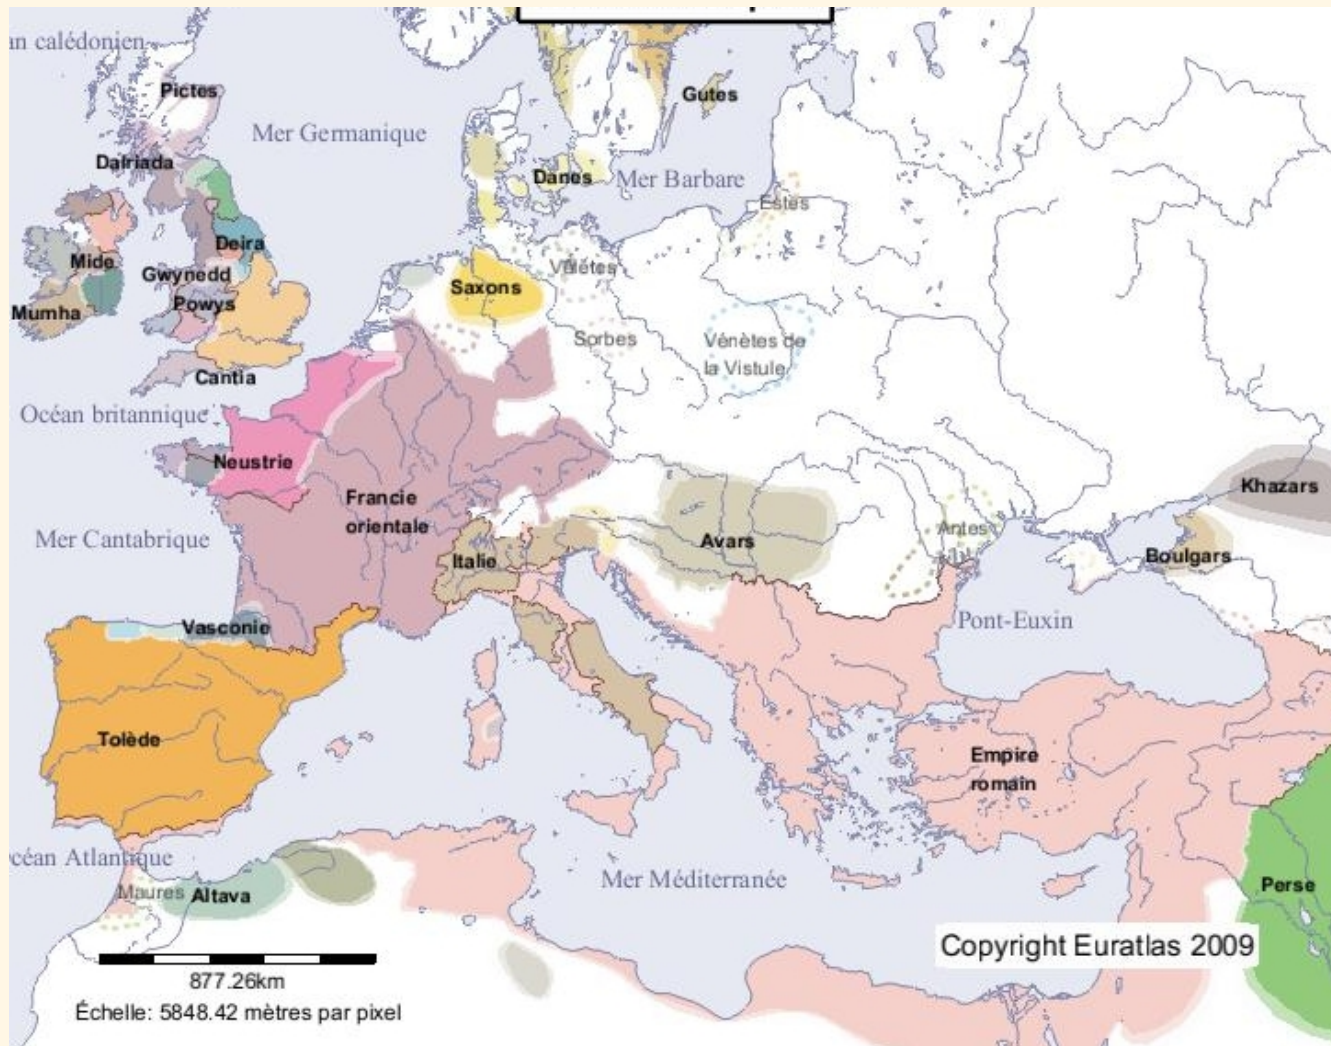 an calédonien
Pictes
Gutes
Mer Germanique
Dalriada
Danes
Mer Barbare
Estes
Deira
Mide
Gwynedd
Vélètes
Saxons
Powys
Mumha
Sorbes
Vénètes de
la Vistule
Cantia
Océan britannique
Neustrie
Khazars
Francie
orientale
Antes
Mer Cantabrique
Avars
Italie
Boulgars
Vasconie
Pont-Euxin
Tolède
Empire
romain
océan Atlantique
Mer Méditerranée
Maures
Altava
Perse
Copyright Euratlas 2009
877.26km
Échelle: 5848.42 mètres par pixel